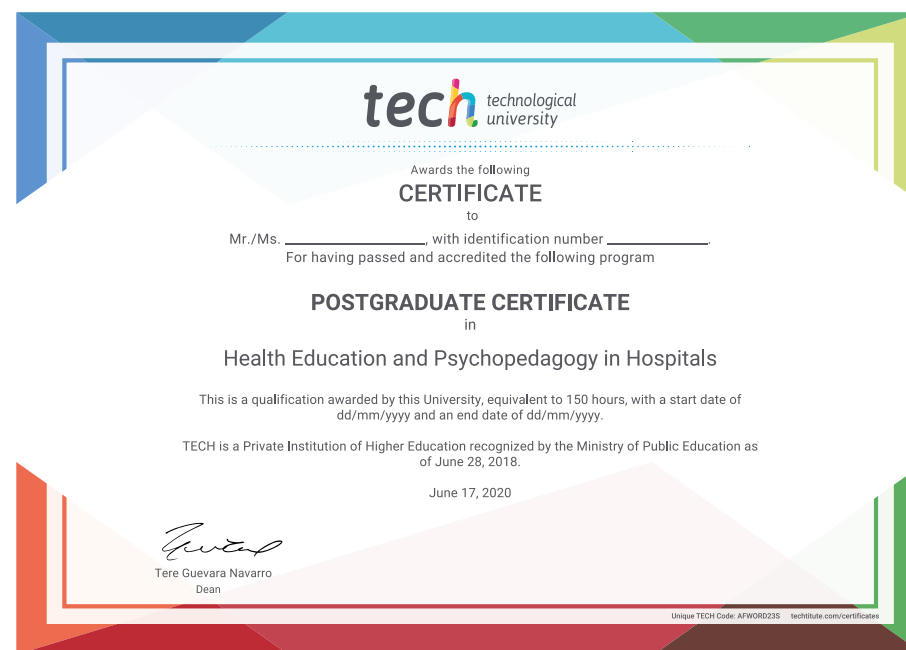 tech technological
university
Awards the following
CERTIFICATE
to
Mr./Ms. ____________________, with identification number ______________.
For having passed and accredited the following program
POSTGRADUATE CERTIFICATE
in
Health Education and Psychopedagogy in Hospitals
This is a qualification awarded by this University, equivalent to 150 hours, with a start date of
dd/mm/yyyy and an end date of dd/mm/yyyy.
TECH is a Private Institution of Higher Education recognized by the Ministry of Public Education as
of June 28, 2018.
June 17, 2020
Tere Guevara Navarro
Dean
Unique TECH Code: AFWORD23S techtitute.com/certificates